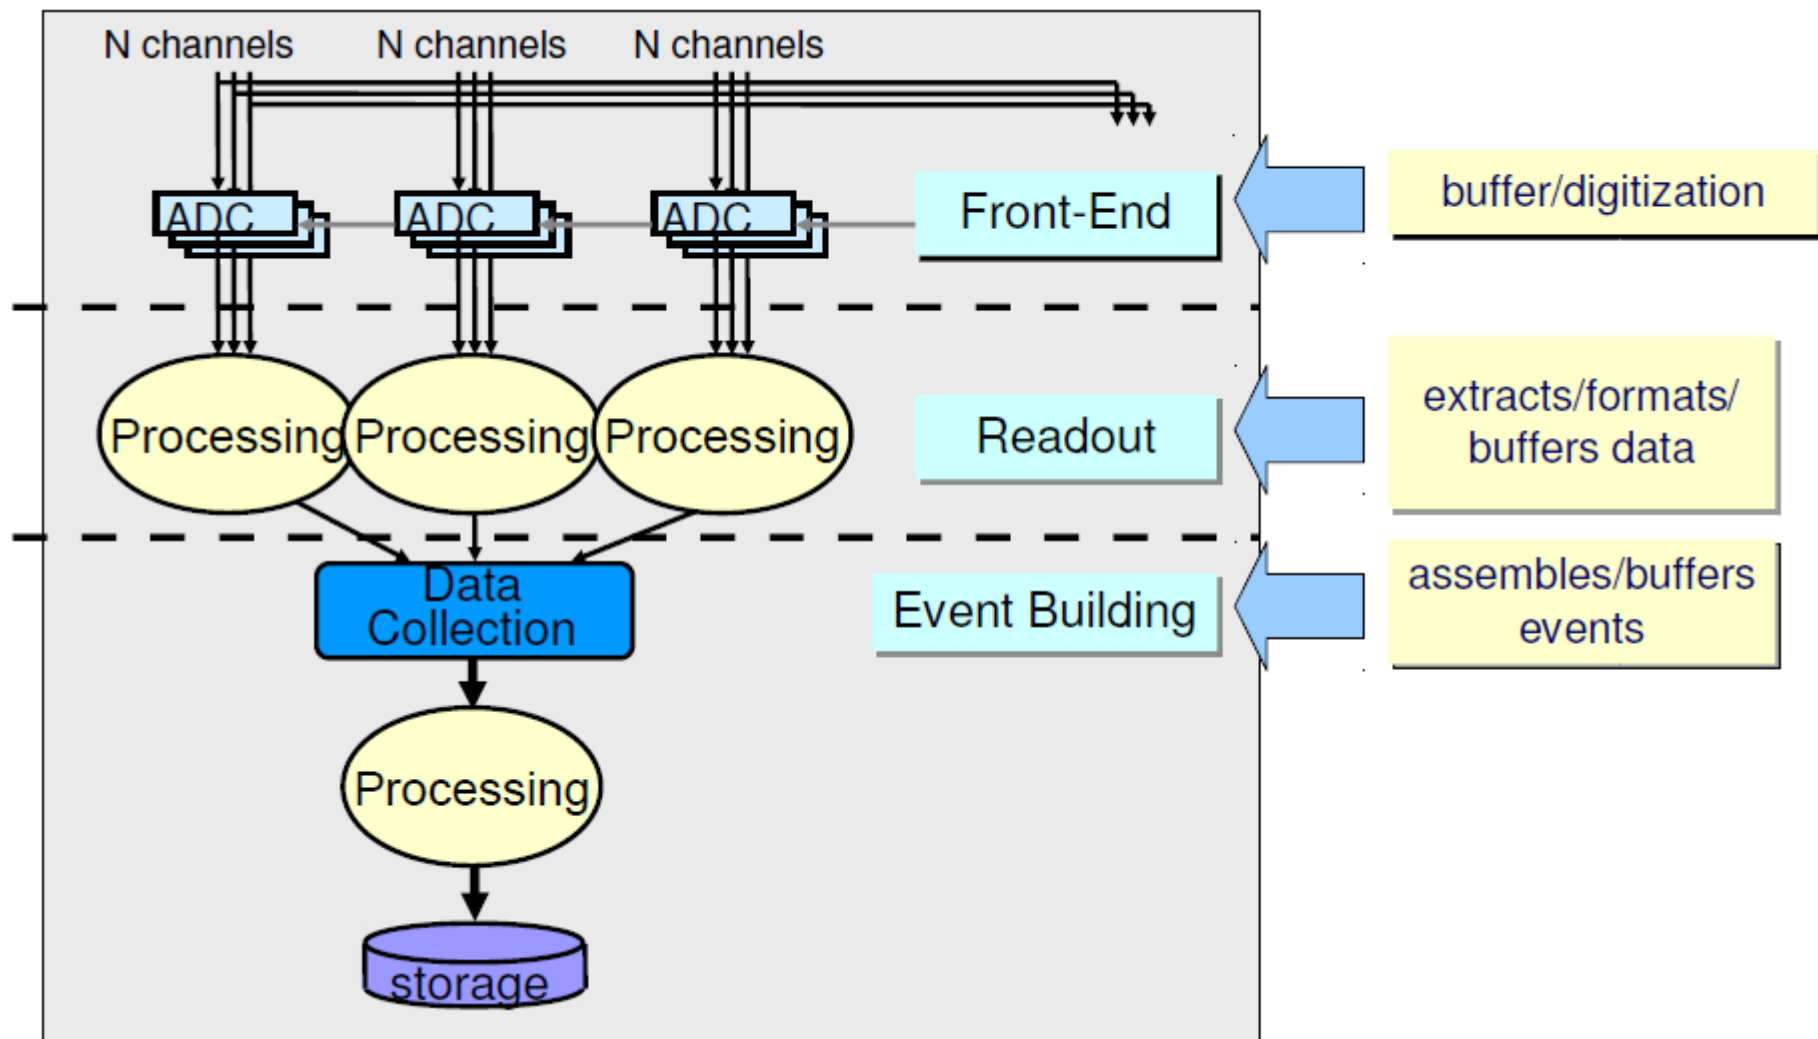 N channels N channels N channels
ADC ADC ADC Front-End buffer/digitization
Processing Processing Processing Readout extracts/formats/
buffers data
Data
Collection
Event Building assembles/buffers
events
Processing
storage